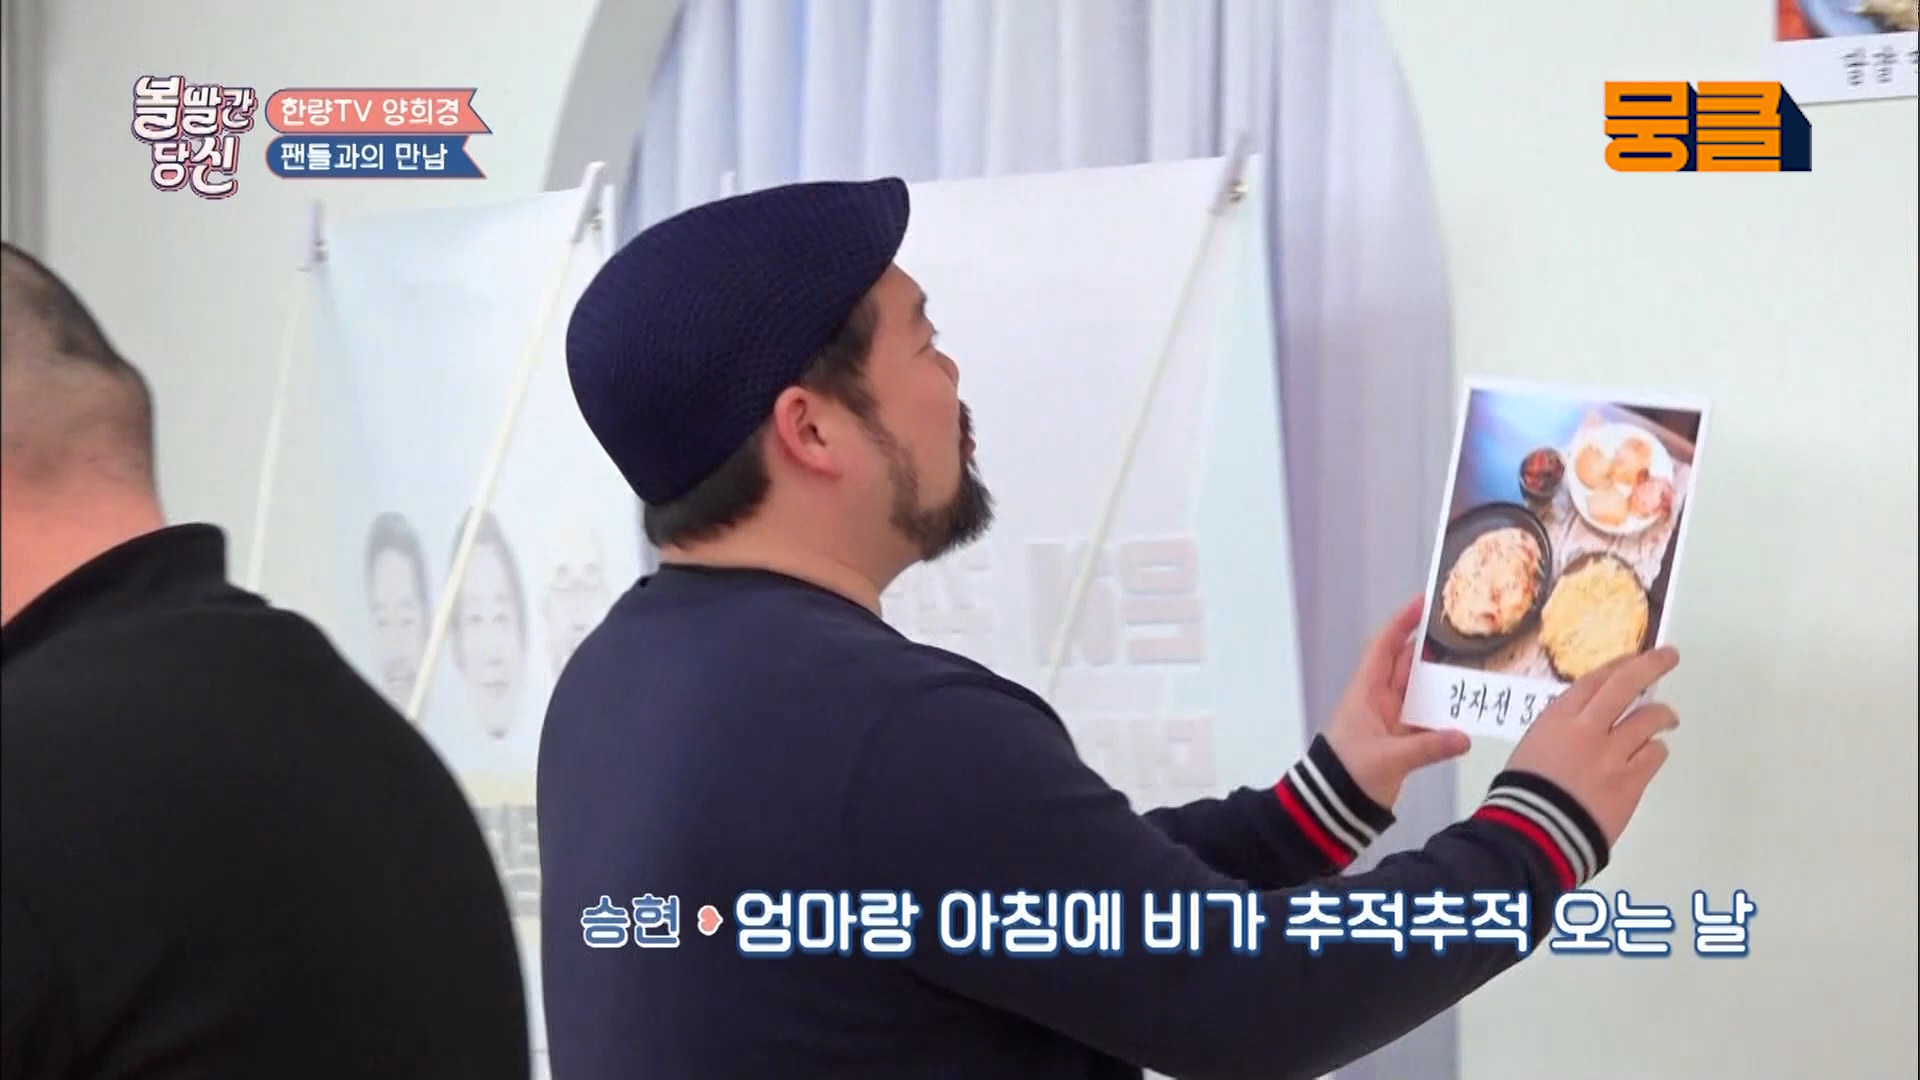 볼빨간
당신
한량TV 양희경
팬들과의 만남
뭉클
감자전 3종
승현 엄마랑 아침에 비가 추적추적 오는 날